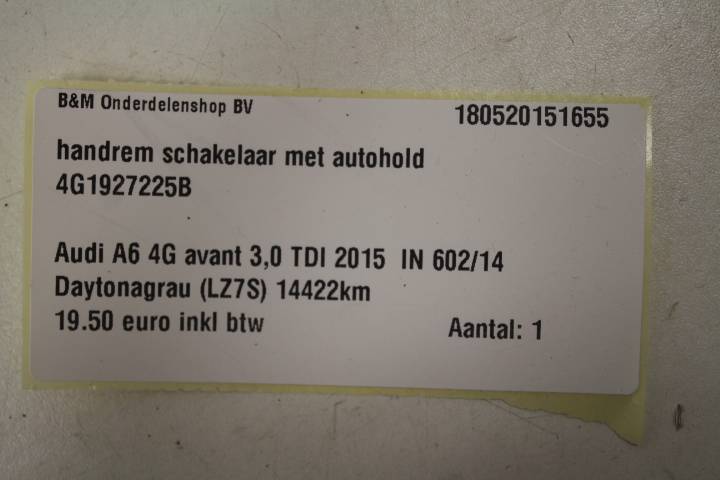 B&M Onderdelenshop BV
180520151655
handrem schakelaar met autohold
4G1927225B
Audi A6 4G avant 3,0 TDI 2015 IN 602/14
Daytonagrau (LZ7S) 14422km
19.50 euro inkl btw
Aantal: 1